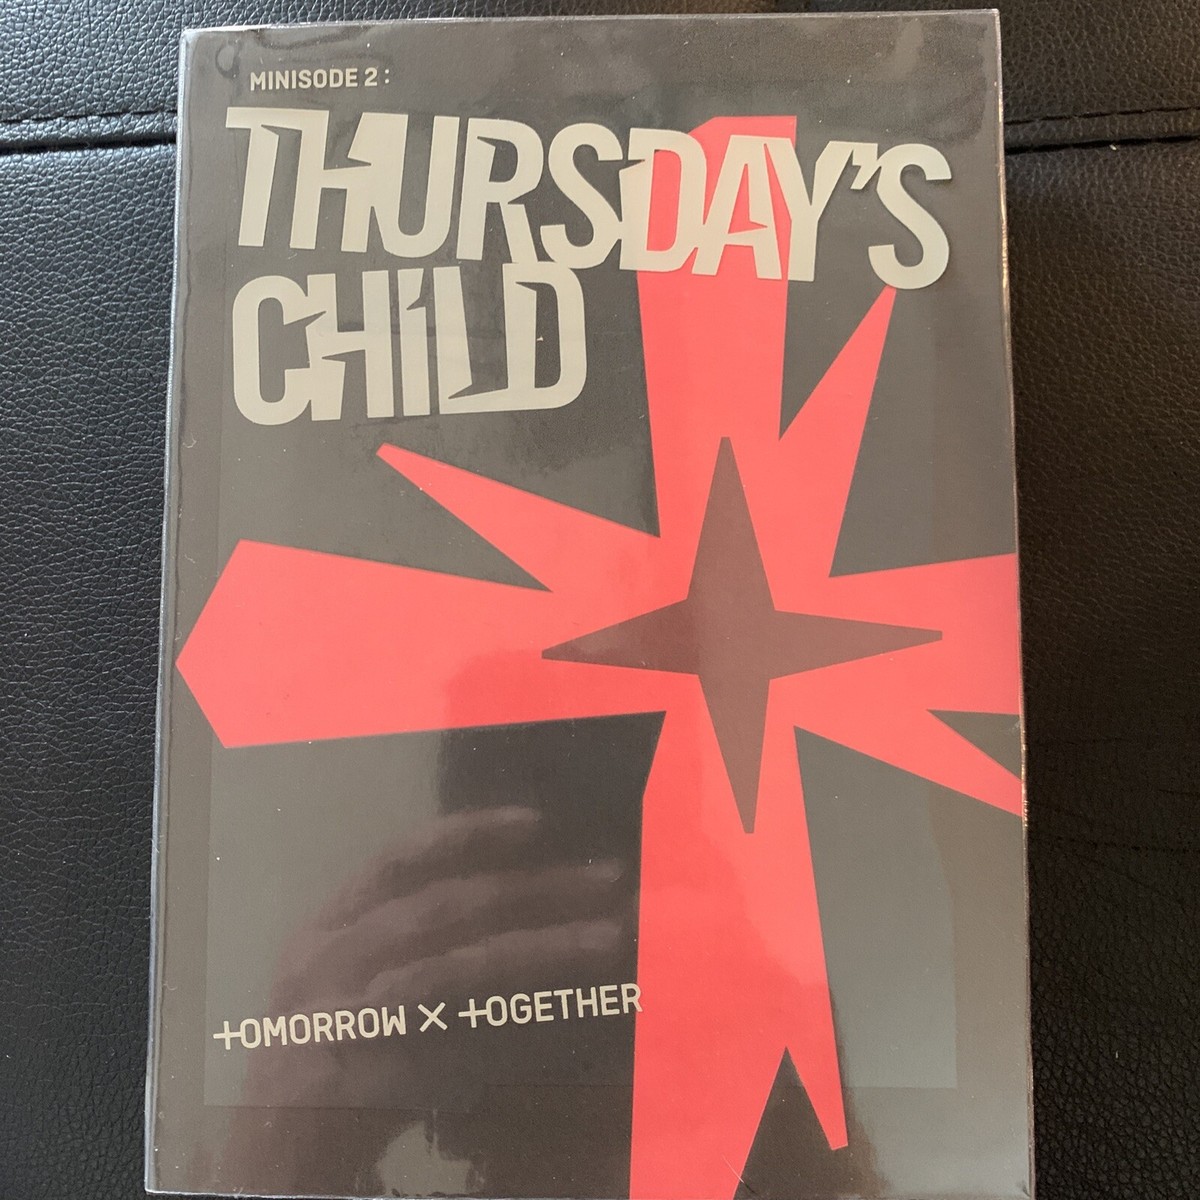 MINISODE 2:
THURSDAY'S
CHiLD
tOMORROW × tOGETHER